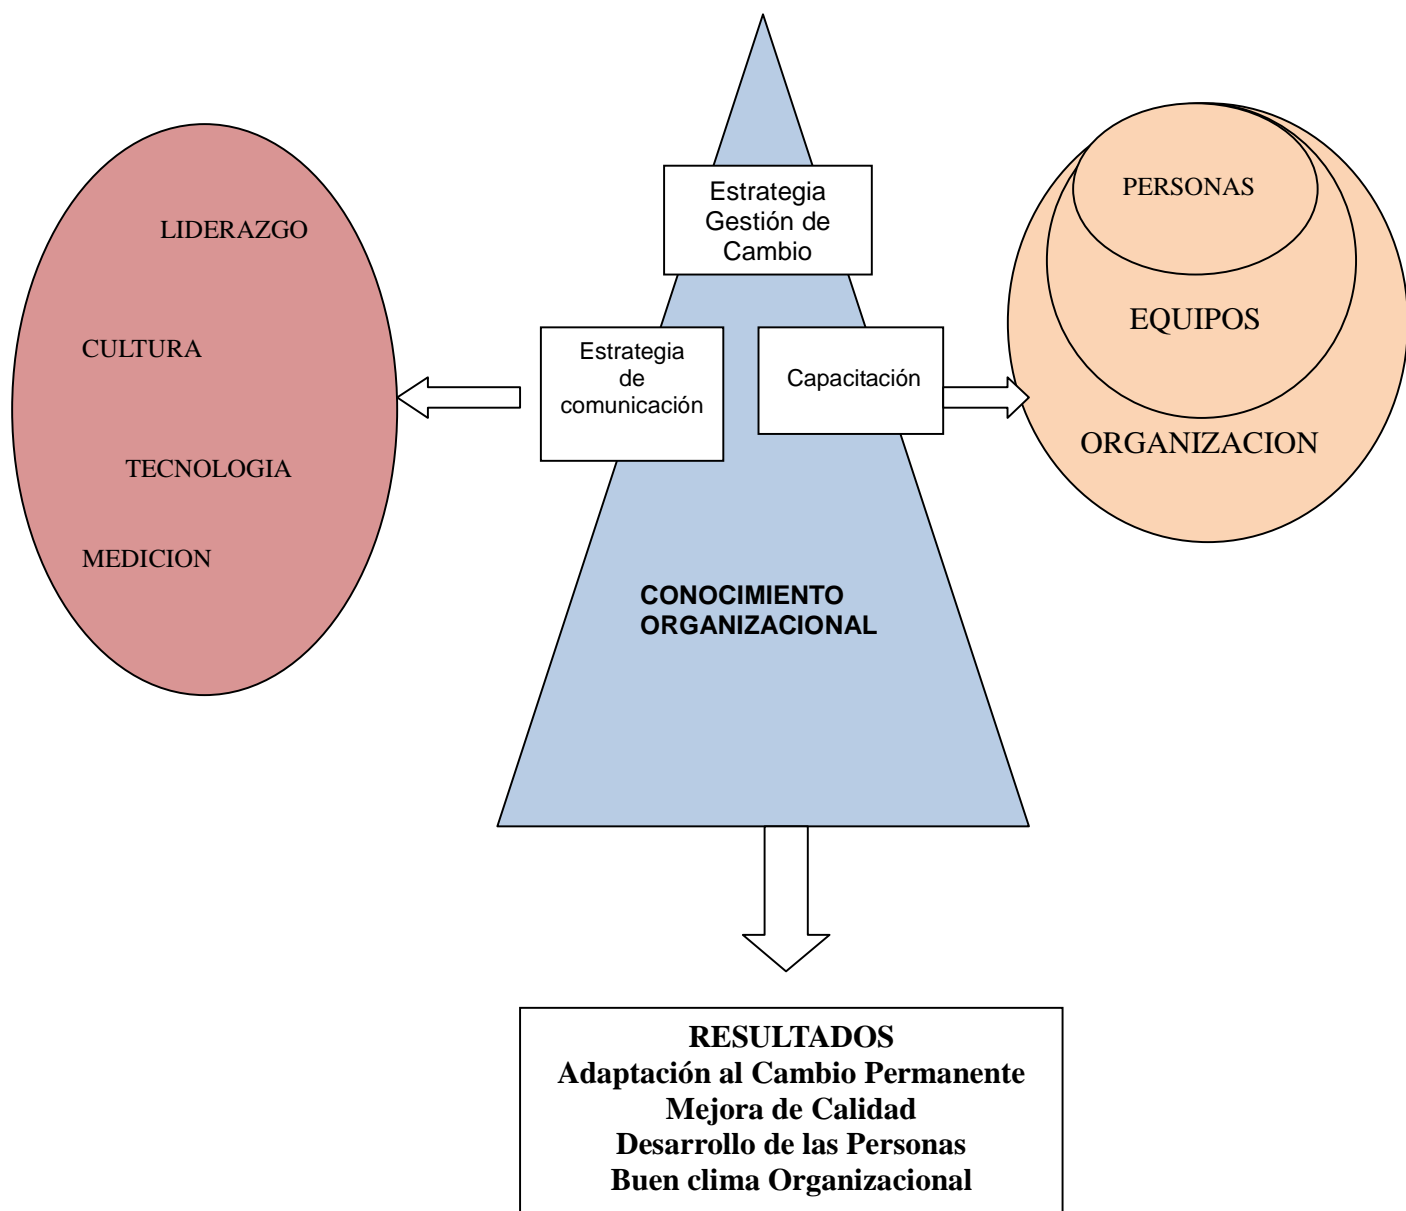 Estrategia
Gestión de
Cambio
LIDERAZGO
CULTURA
TECNOLOGIA
MEDICION
Estrategia
de
comunicación
Capacitación
PERSONAS
EQUIPOS
ORGANIZACION
CONOCIMIENTO
ORGANIZACIONAL
RESULTADOS
Adaptación al Cambio Permanente
Mejora de Calidad
Desarrollo de las Personas
Buen clima Organizacional